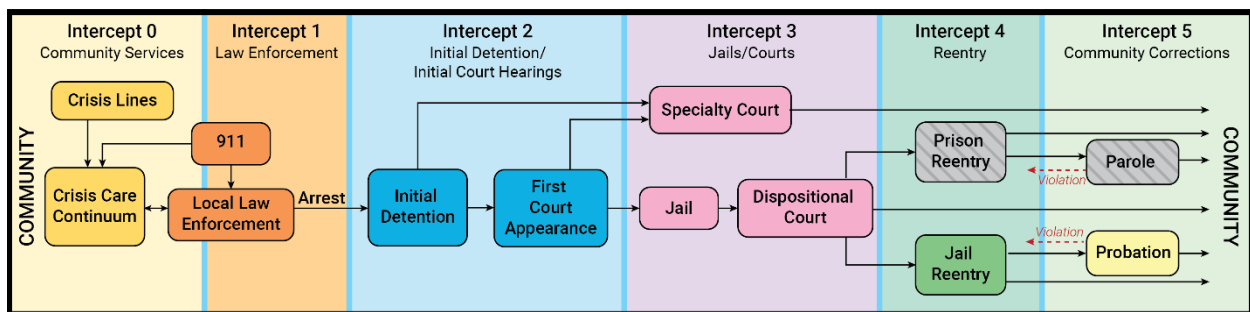 Intercept 0
Community Services
Intercept 1
Law Enforcement
Intercept 2
Initial Detention/
Initial Court Hearings
Intercept 3
Jails/Courts
Intercept 4
Reentry
Intercept 5
Community Corrections
COMMUNITY
Crisis Lines
911
Crisis Care
Continuum
Local Law
Enforcement
Arrest
Initial
Detention
First
Court
Appearance
Specialty Court
Jail
Dispositional
Court
Prison
Reentry
Violation
Parole
Jail
Reentry
Violation
Probation
COMMUNITY